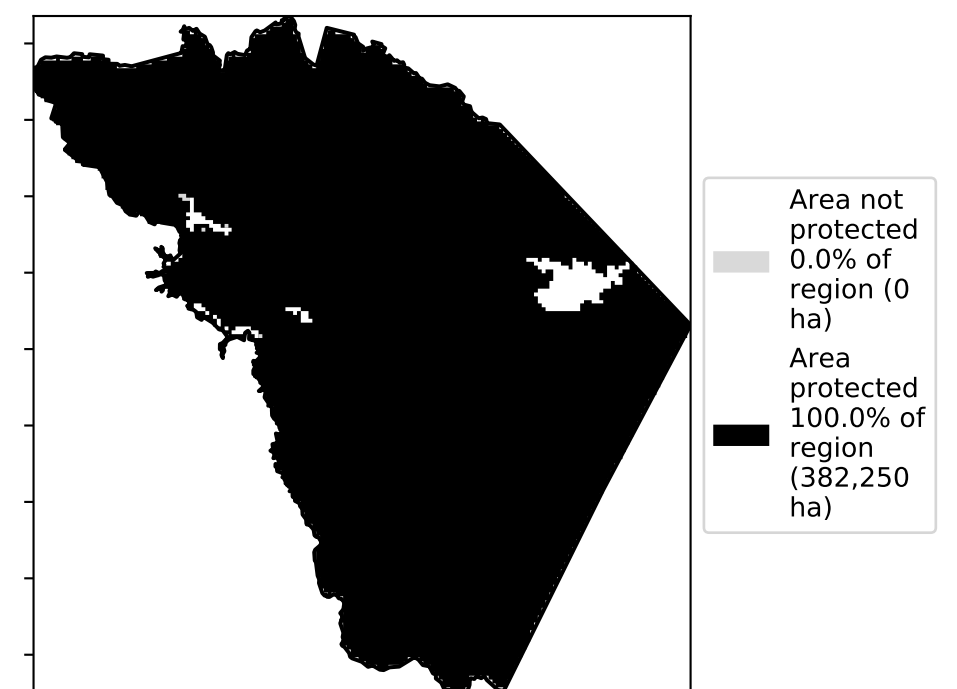 Area not
protected
0.0% of
region (0
ha)
Area
protected
100.0% of
region
(382,250
ha)